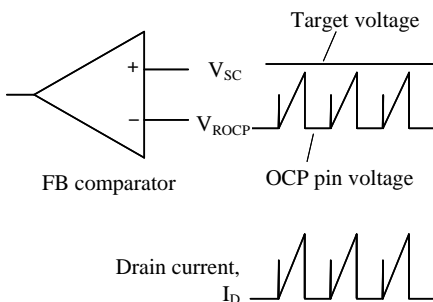 Target voltage
+
V_SC
−
V_ROCP
FB comparator
OCP pin voltage
Drain current,
I_D